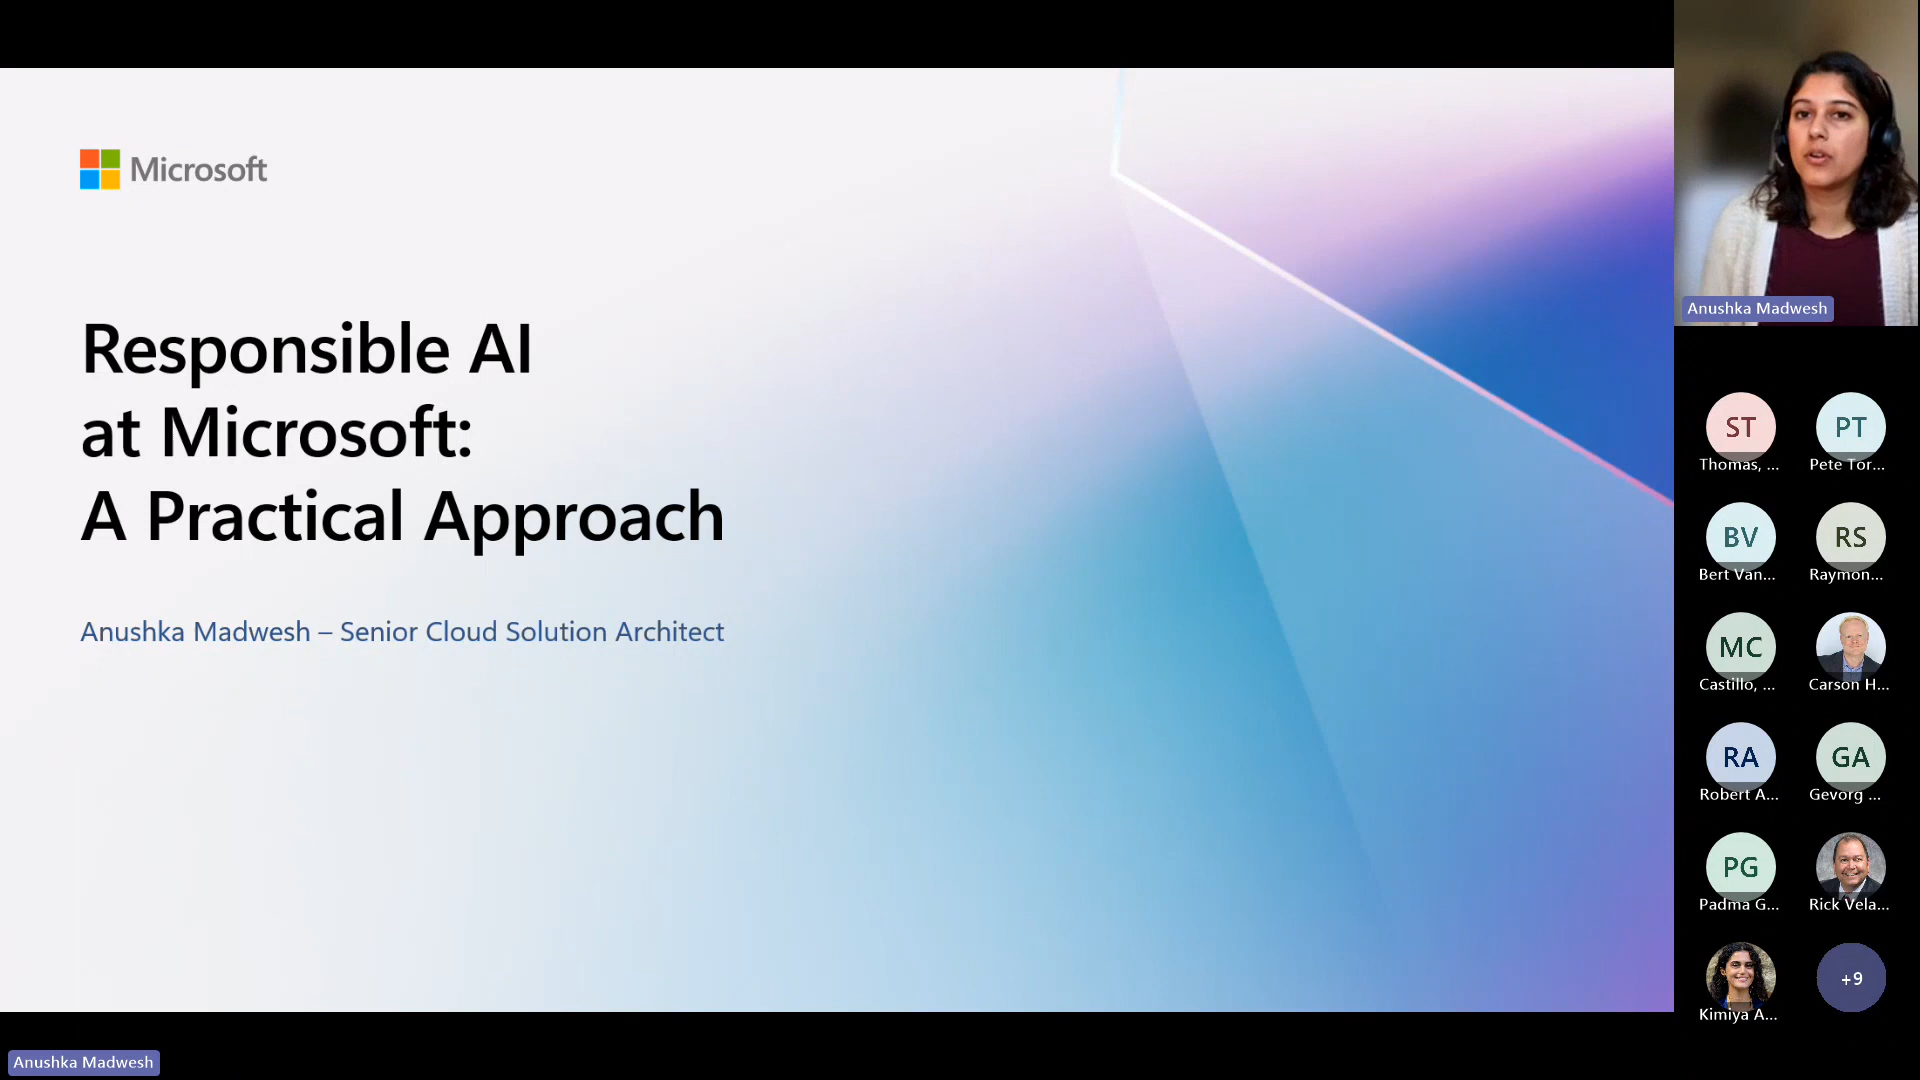 Microsoft
Responsible AI
at Microsoft:
A Practical Approach
Anushka Madwesh – Senior Cloud Solution Architect
Anushka Madwesh
ST
PT
Thomas, ...
Pete Tor...
BV
RS
Bert Van...
Raymon...
MC
Castillo, ...
Carson H...
RA
GA
Robert A...
Gevorg ...
PG
Padma G...
Rick Vela...
+9
Kimiya A...
Anushka Madwesh